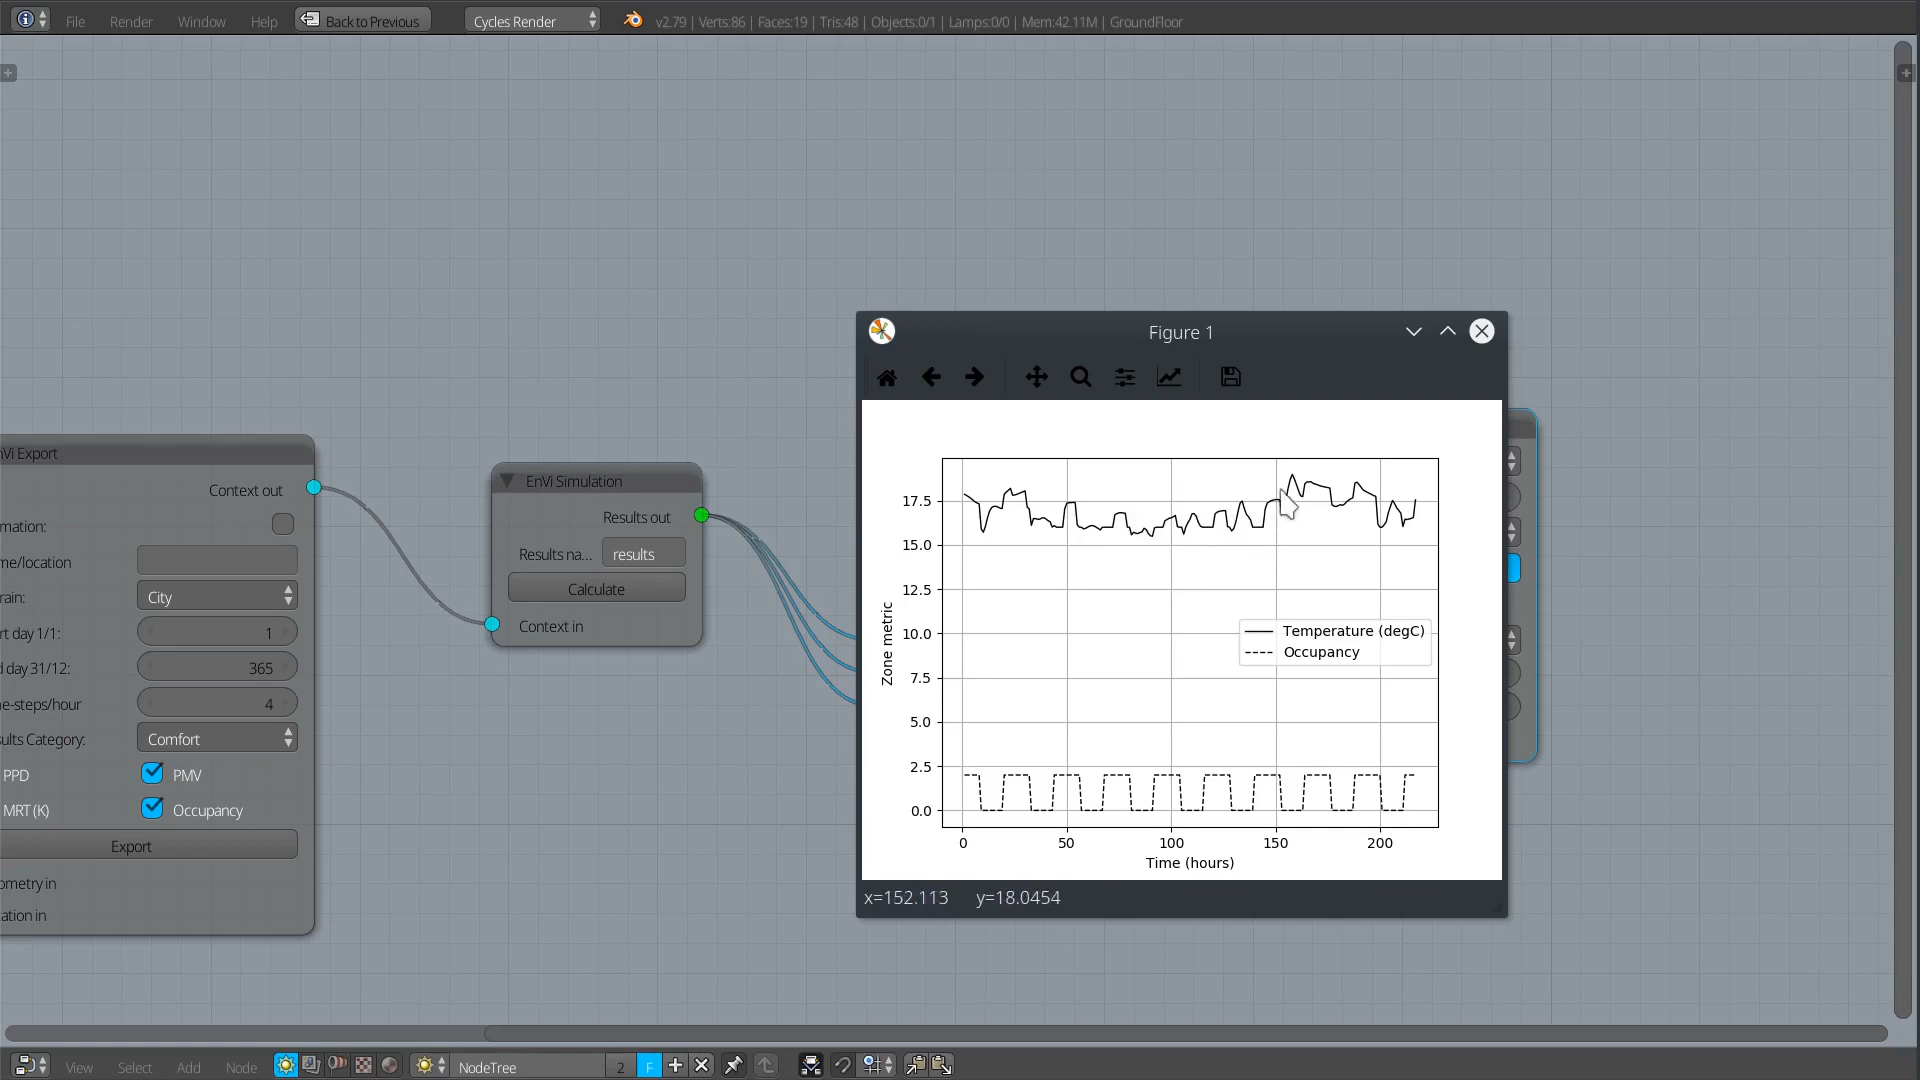 File Render Window Help Back to Previous Cycles Render v2.79 | Verts:86 | Faces:19 | Tris:48 | Objects:0/1 | Lamps:0/0 | Mem:42.11M | GroundFloor
Figure 1
Vi Export
Context out
mation:
me/location
rain: City
rt day 1/1: 1
d day 31/12: 365
e-steps/hour 4
ults Category: Comfort
PPD PMV
MRT (K) Occupancy
Export
ometry in
ation in
EnVi Simulation
Results out
Results na... results
Calculate
Context in
Zone metric
17.5
15.0
12.5
10.0
7.5
5.0
2.5
0.0
Temperature (degC)
Occupancy
0 50 100 150 200
Time (hours)
x=152.113 y=18.0454
View Select Add Node NodeTree 2 F